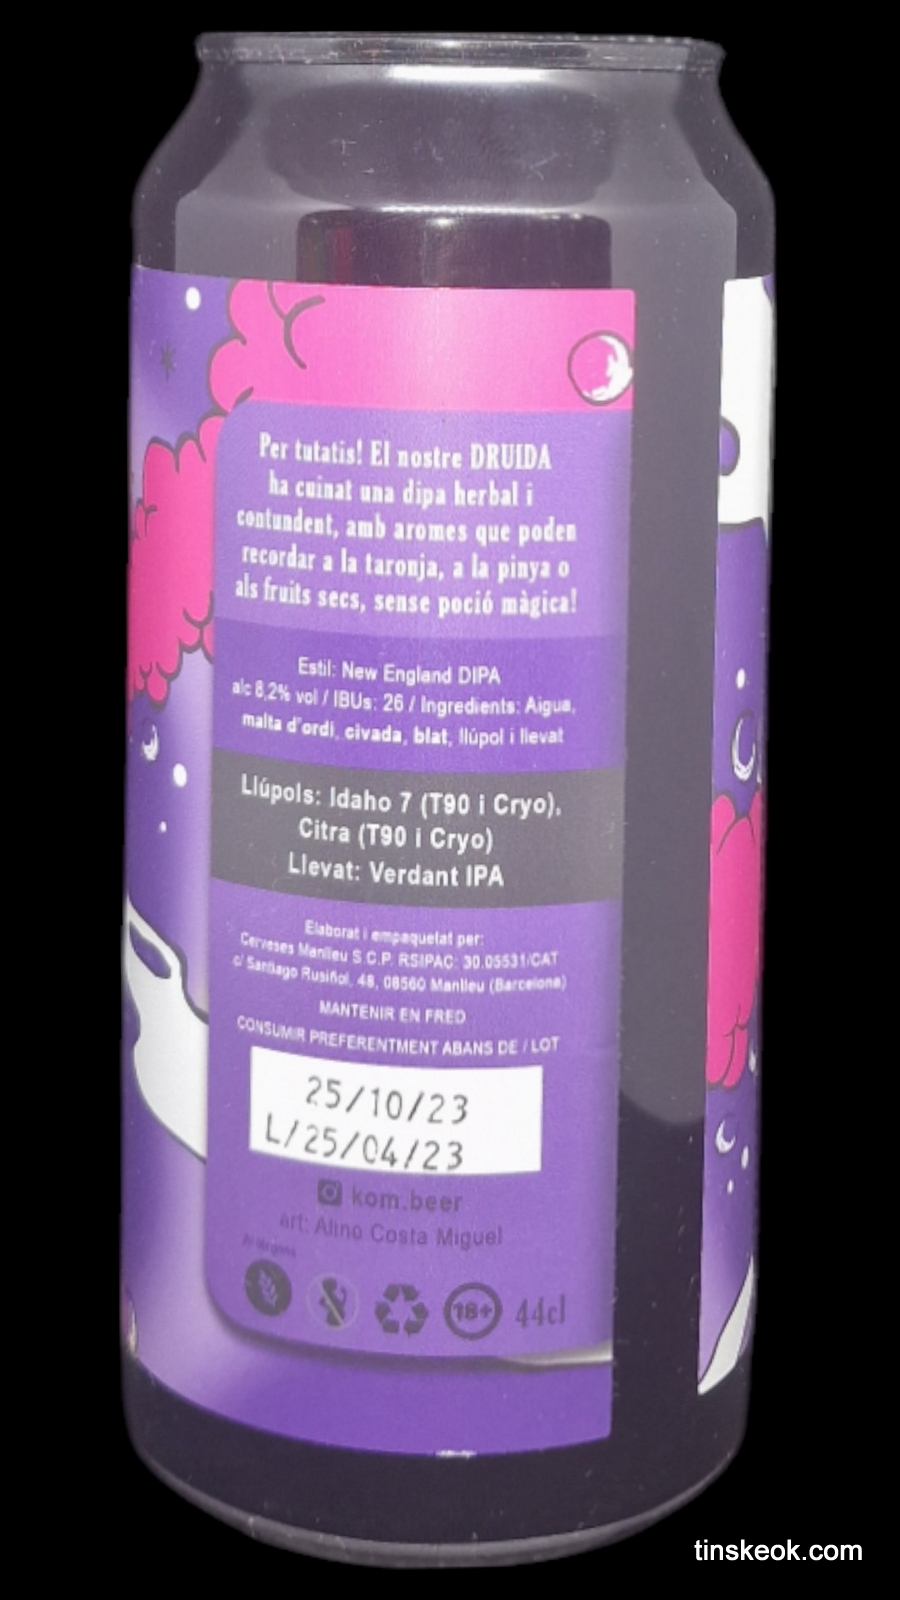 Per tutatis! El nostre DRUIDA
ha cuinat una dipa herbal i
contundent, amb aromes que poden
recordar a la taronja, a la pinya o
als fruits secs, sense poció màgica!
Estil: New England DIPA
alc 8,2% vol / IBUs: 26 / Ingredients: Aigua,
malta d'ordi, civada, blat, llúpol i llevat
Llúpols: Idaho 7 (T90 i Cryo),
Citra (T90 i Cryo)
Llevat: Verdant IPA
Elaborat i empaquetat per:
Cerveses Manlleu S.C.P. RSIPAC: 30.05531/CAT
c/ Santiago Rusiñol, 48, 08560 Manlleu (Barcelona)
MANTENIR EN FRED
CONSUMIR PREFERENTMENT ABANS DE / LOT
25/10/23
L/25/04/23
kom.beer
art: Alino Costa Miguel
18+ 44cl
tinskeok.com